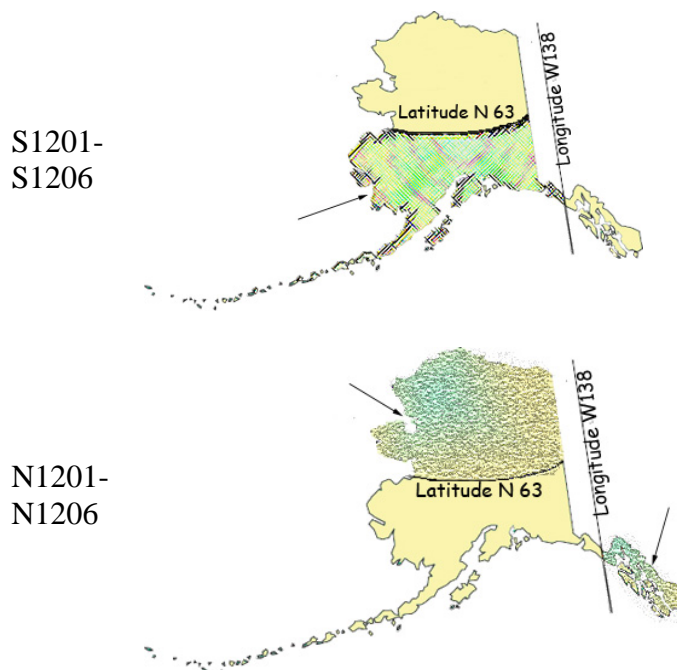 Latitude N 63
Longitude W138
S1201-
S1206
Longitude W138
N1201-
N1206
Latitude N 63